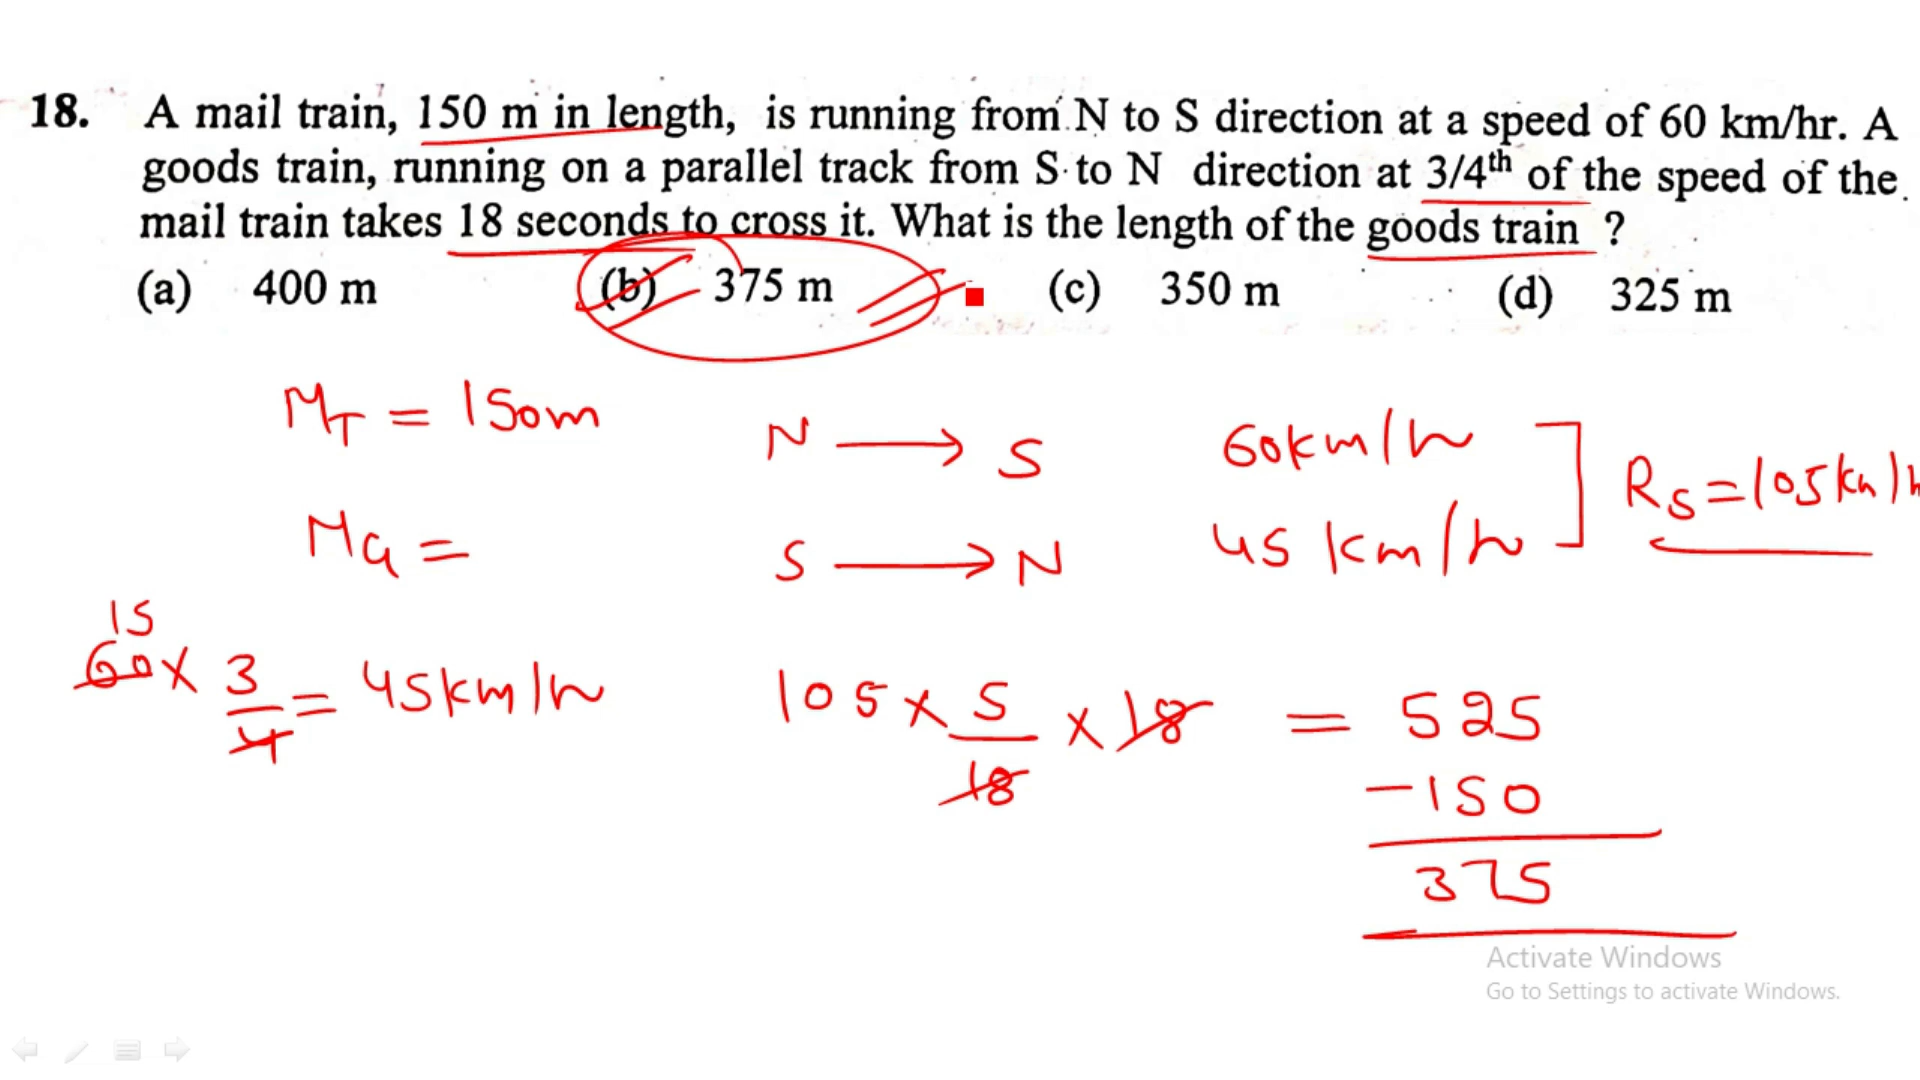 18. A mail train, 150 m in length, is running from N to S direction at a speed of 60 km/hr. A
goods train, running on a parallel track from S to N direction at 3/4th of the speed of the
mail train takes 18 seconds to cross it. What is the length of the goods train ?
(a) 400 m (b) 375 m (c) 350 m (d) 325 m
MT = 150m N → S 60km/hr
RS = 105km/h
MG = S → N 45 km/hr
15
60 × 3/4 = 45km/hr 105 × 5/18 × 18 = 525
-150
375
Activate Windows
Go to Settings to activate Windows.